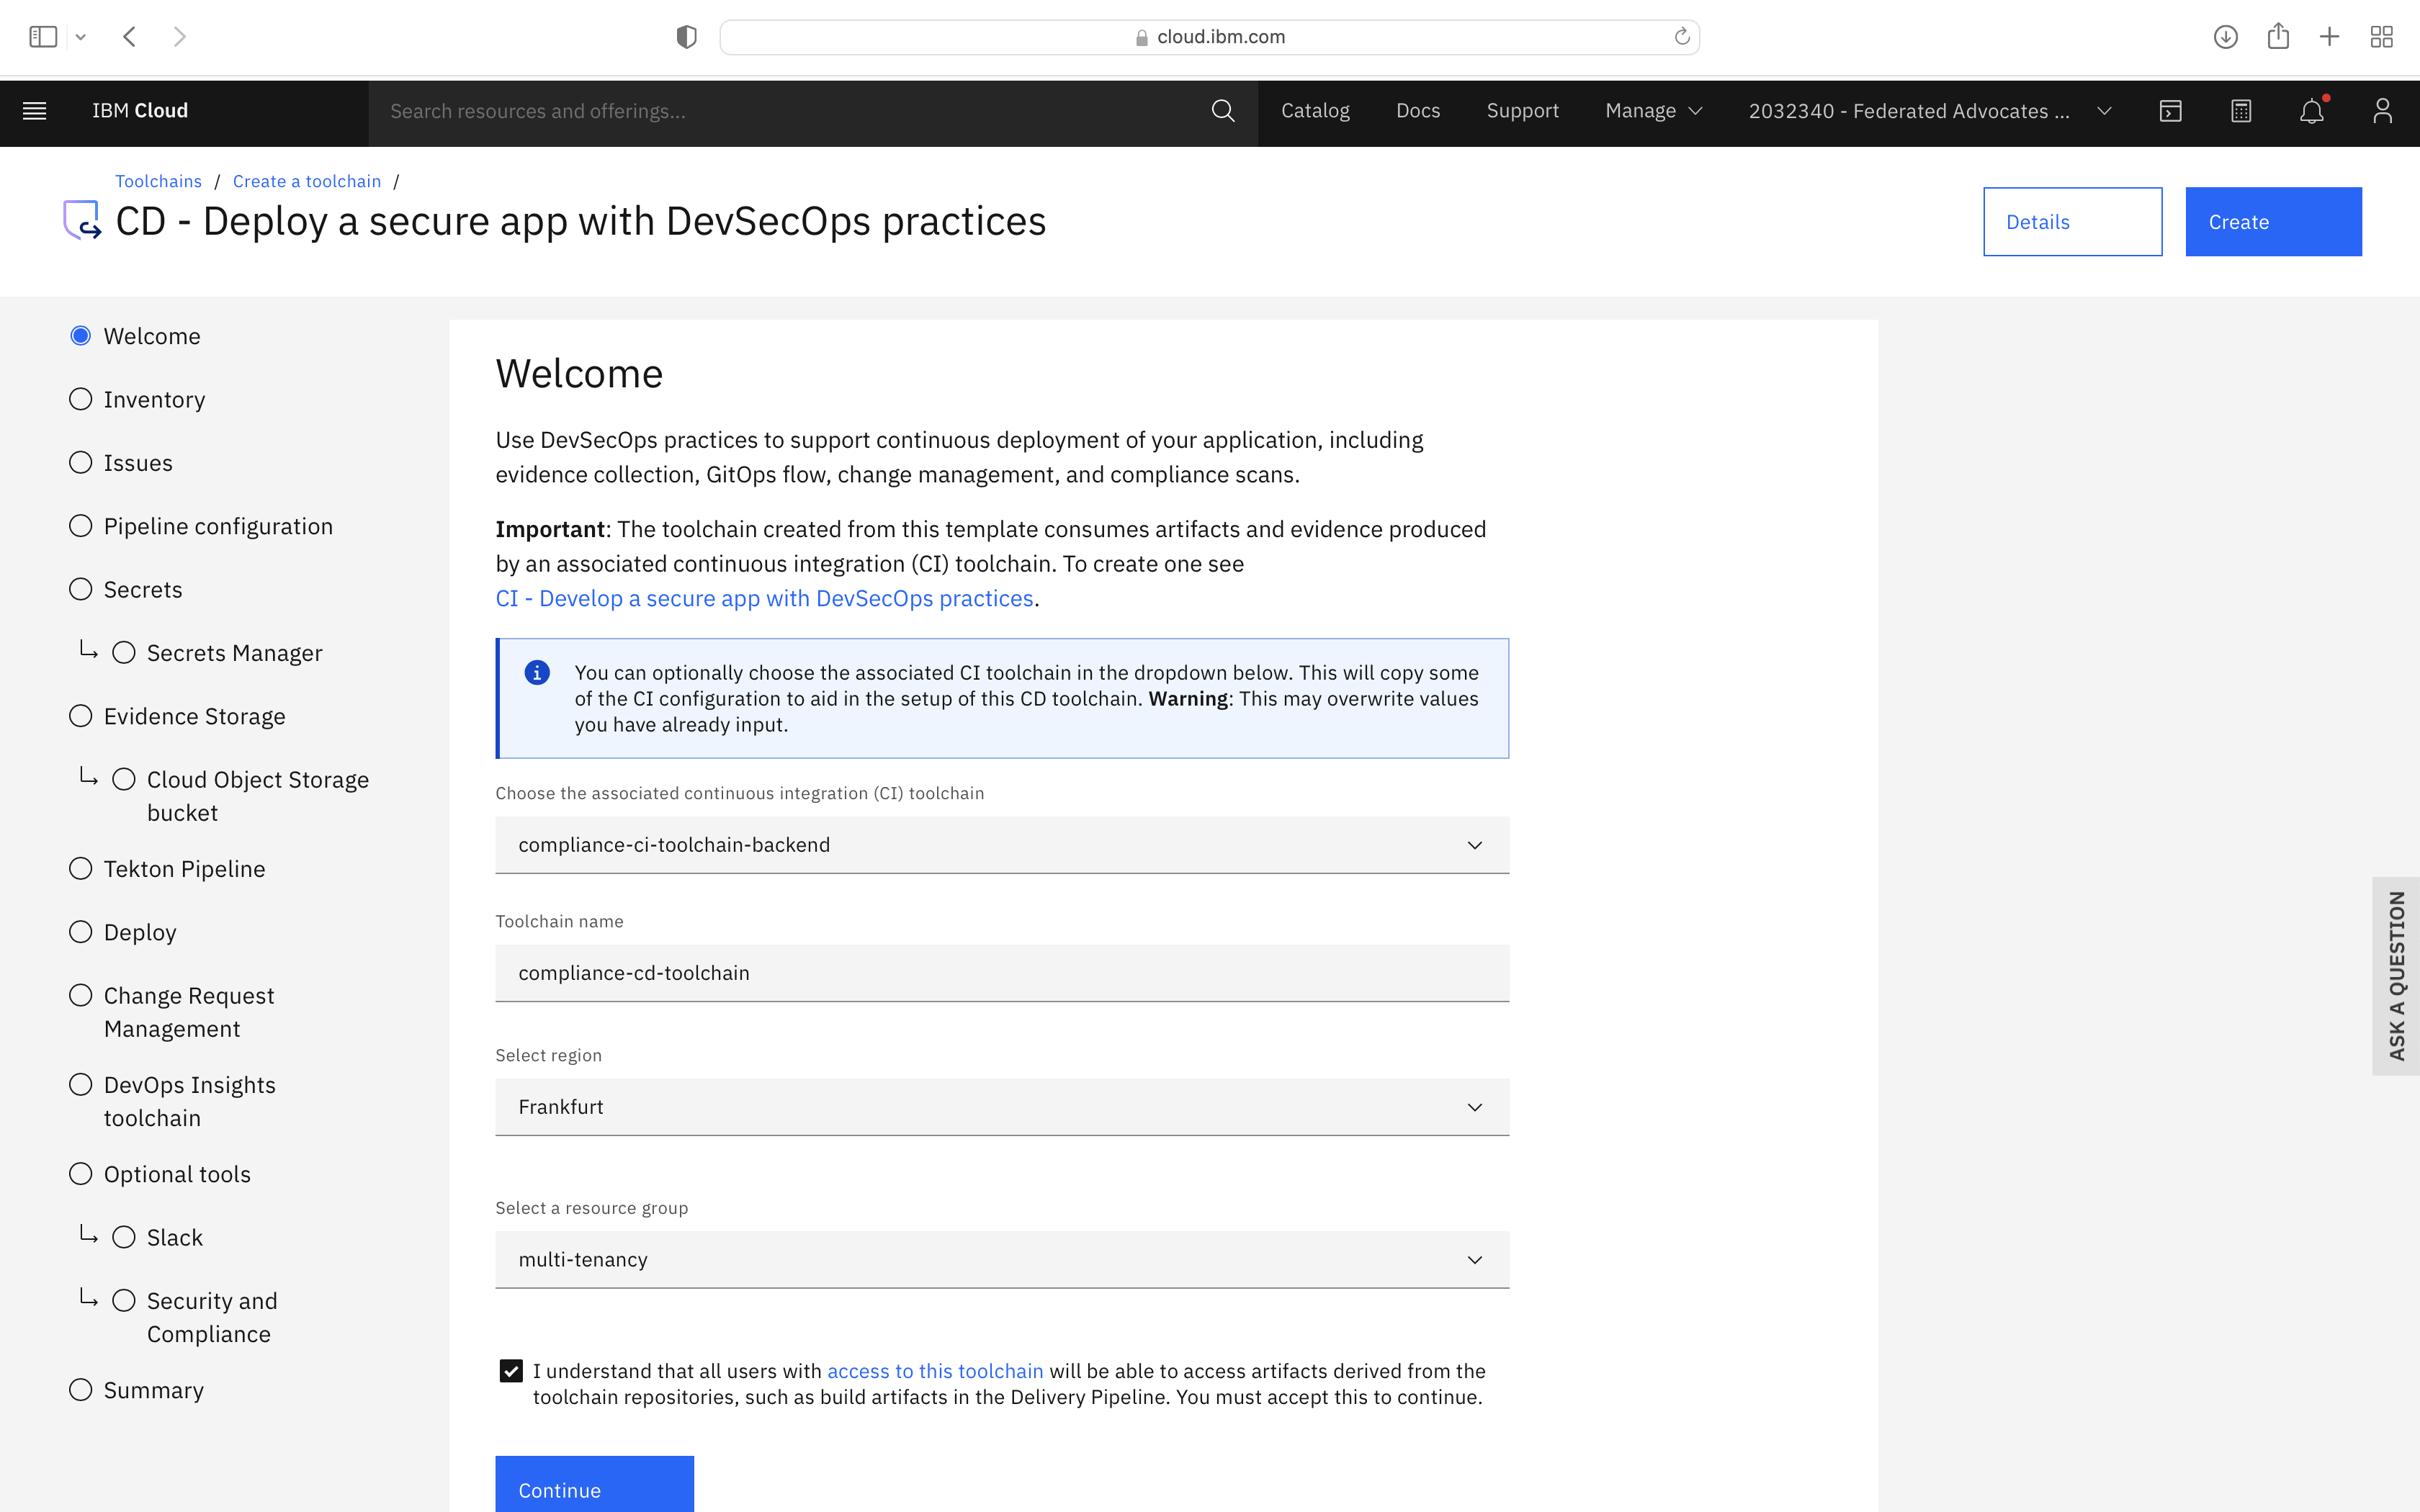 cloud.ibm.com
IBM Cloud
Search resources and offerings...
Catalog
Docs
Support
Manage
2032340 - Federated Advocates ...
Toolchains / Create a toolchain /
CD - Deploy a secure app with DevSecOps practices
Details
Create
Welcome
Inventory
Issues
Pipeline configuration
Secrets
Secrets Manager
Evidence Storage
Cloud Object Storage
bucket
Tekton Pipeline
Deploy
Change Request
Management
DevOps Insights
toolchain
Optional tools
Slack
Security and
Compliance
Summary
Welcome
Use DevSecOps practices to support continuous deployment of your application, including
evidence collection, GitOps flow, change management, and compliance scans.
Important: The toolchain created from this template consumes artifacts and evidence produced
by an associated continuous integration (CI) toolchain. To create one see
CI - Develop a secure app with DevSecOps practices.
You can optionally choose the associated CI toolchain in the dropdown below. This will copy some
of the CI configuration to aid in the setup of this CD toolchain. Warning: This may overwrite values
you have already input.
Choose the associated continuous integration (CI) toolchain
compliance-ci-toolchain-backend
Toolchain name
compliance-cd-toolchain
Select region
Frankfurt
Select a resource group
multi-tenancy
I understand that all users with access to this toolchain will be able to access artifacts derived from the
toolchain repositories, such as build artifacts in the Delivery Pipeline. You must accept this to continue.
Continue
ASK A QUESTION